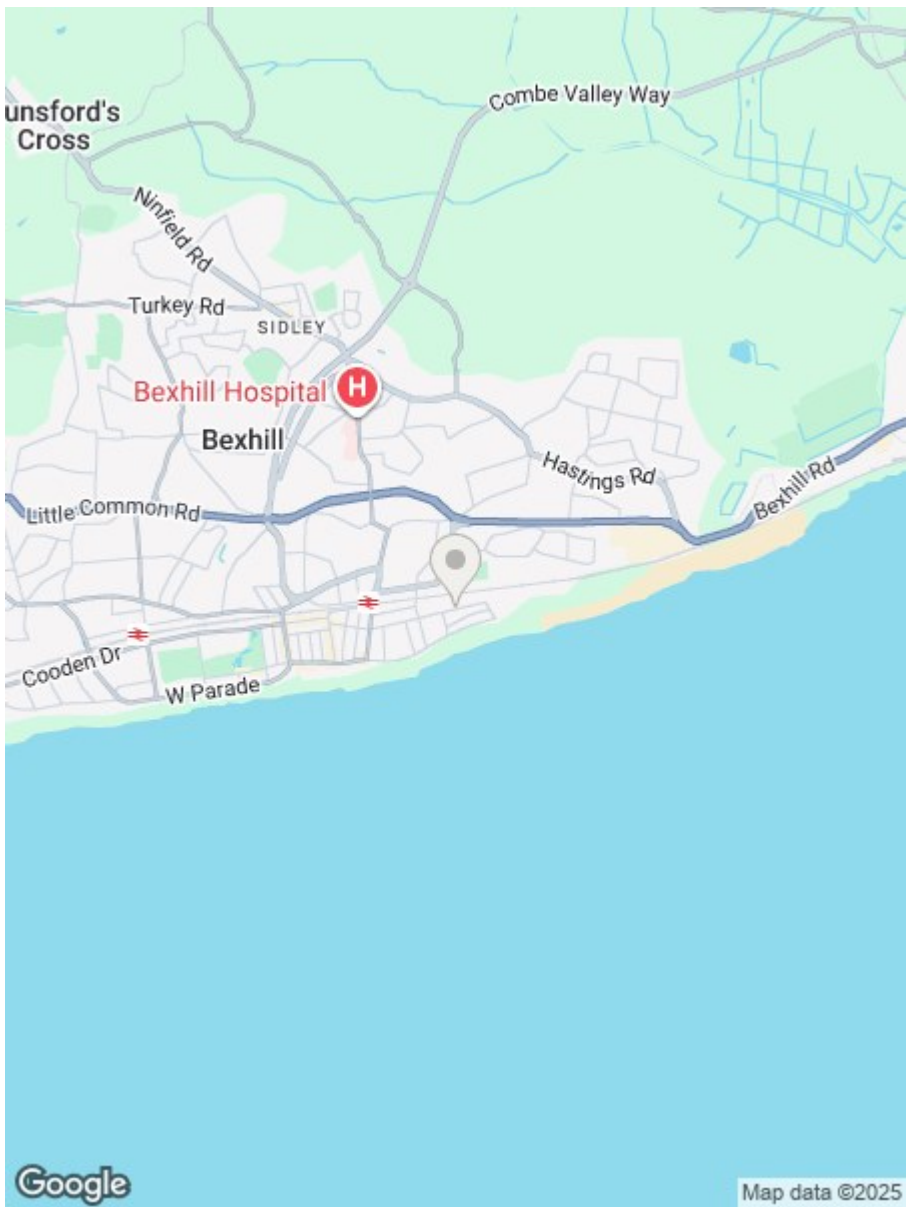 Combe Valley Way
unsford's
Cross
Ninfield Rd
Turkey Rd
SIDLEY
Bexhill Hospital
H
Bexhill
Hastings Rd
Bexhill Rd
Little Common Rd
Cooden Dr
W Parade
Google
Map data ©2025